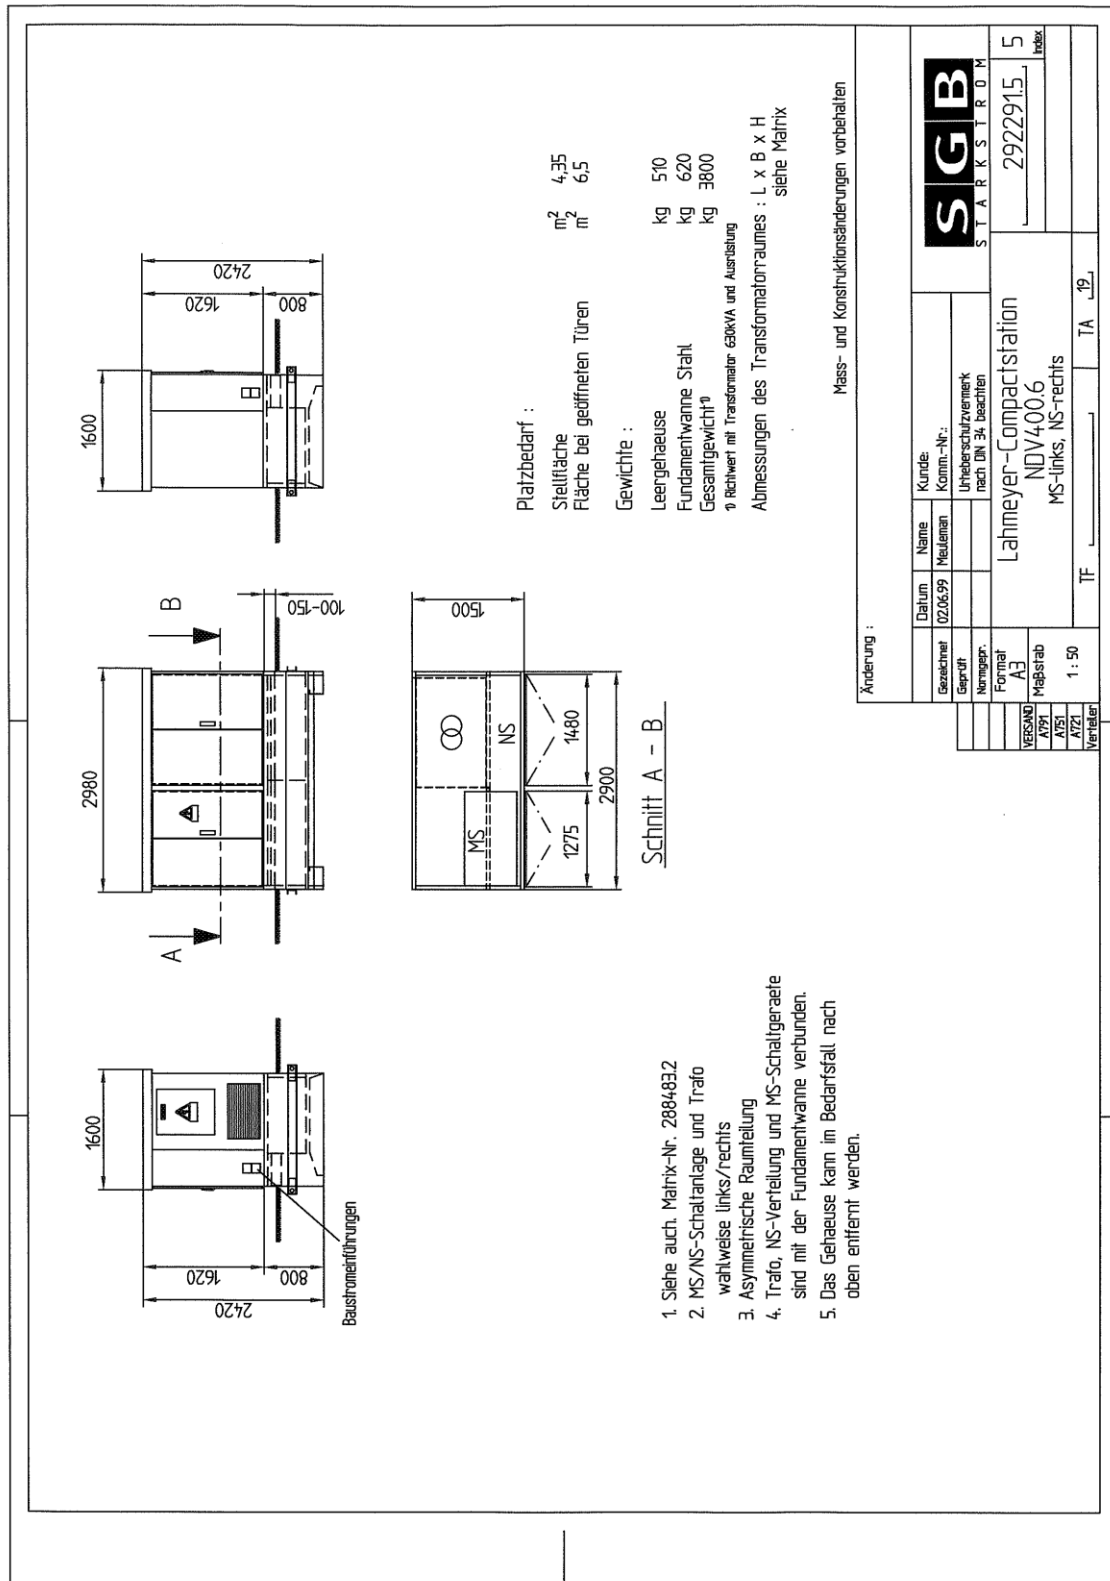 1600
1620
800
2420
Baustromeinführungen
2980
A
B
100-150
1600
1620
800
2420
MS
NS
1500
1275
1480
2900
Schnitt A - B
Platzbedarf :
Stellfläche m² 4,35
Fläche bei geöffneten Türen m² 6,5
Gewichte :
Leergehaeuse kg 510
Fundamentwanne Stahl kg 620
Gesamtgewicht¹⁾ kg 3800
1) Richtwert mit Transformator 630kVA und Ausrüstung
Abmessungen des Transformatorraumes : L x B x H
siehe Matrix
1. Siehe auch. Matrix-Nr. 288483.2
2. MS/NS-Schaltanlage und Trafo
wahlweise links/rechts
3. Asymmetrische Raumteilung
4. Trafo, NS-Verteilung und MS-Schaltgeraete
sind mit der Fundamentwanne verbunden.
5. Das Gehaeuse kann im Bedarfsfall nach
oben entfernt werden.
Mass- und Konstruktionsänderungen vorbehalten
Änderung :
Datum Name Kunde:
Gezeichnet 02.06.99 Meuleman Komm.-Nr.:
Geprüft Urheberschutzvermerk
Normgepr. nach DIN 34 beachten
SGB
STARKSTROM
Format
A3
Maßstab
1 : 50
Lahmeyer-Compactstation
NDV400.6
MS-links, NS-rechts
292291.5 5
Index
TF TA 19
VERSAND
A791
A751
A721
Verteiler